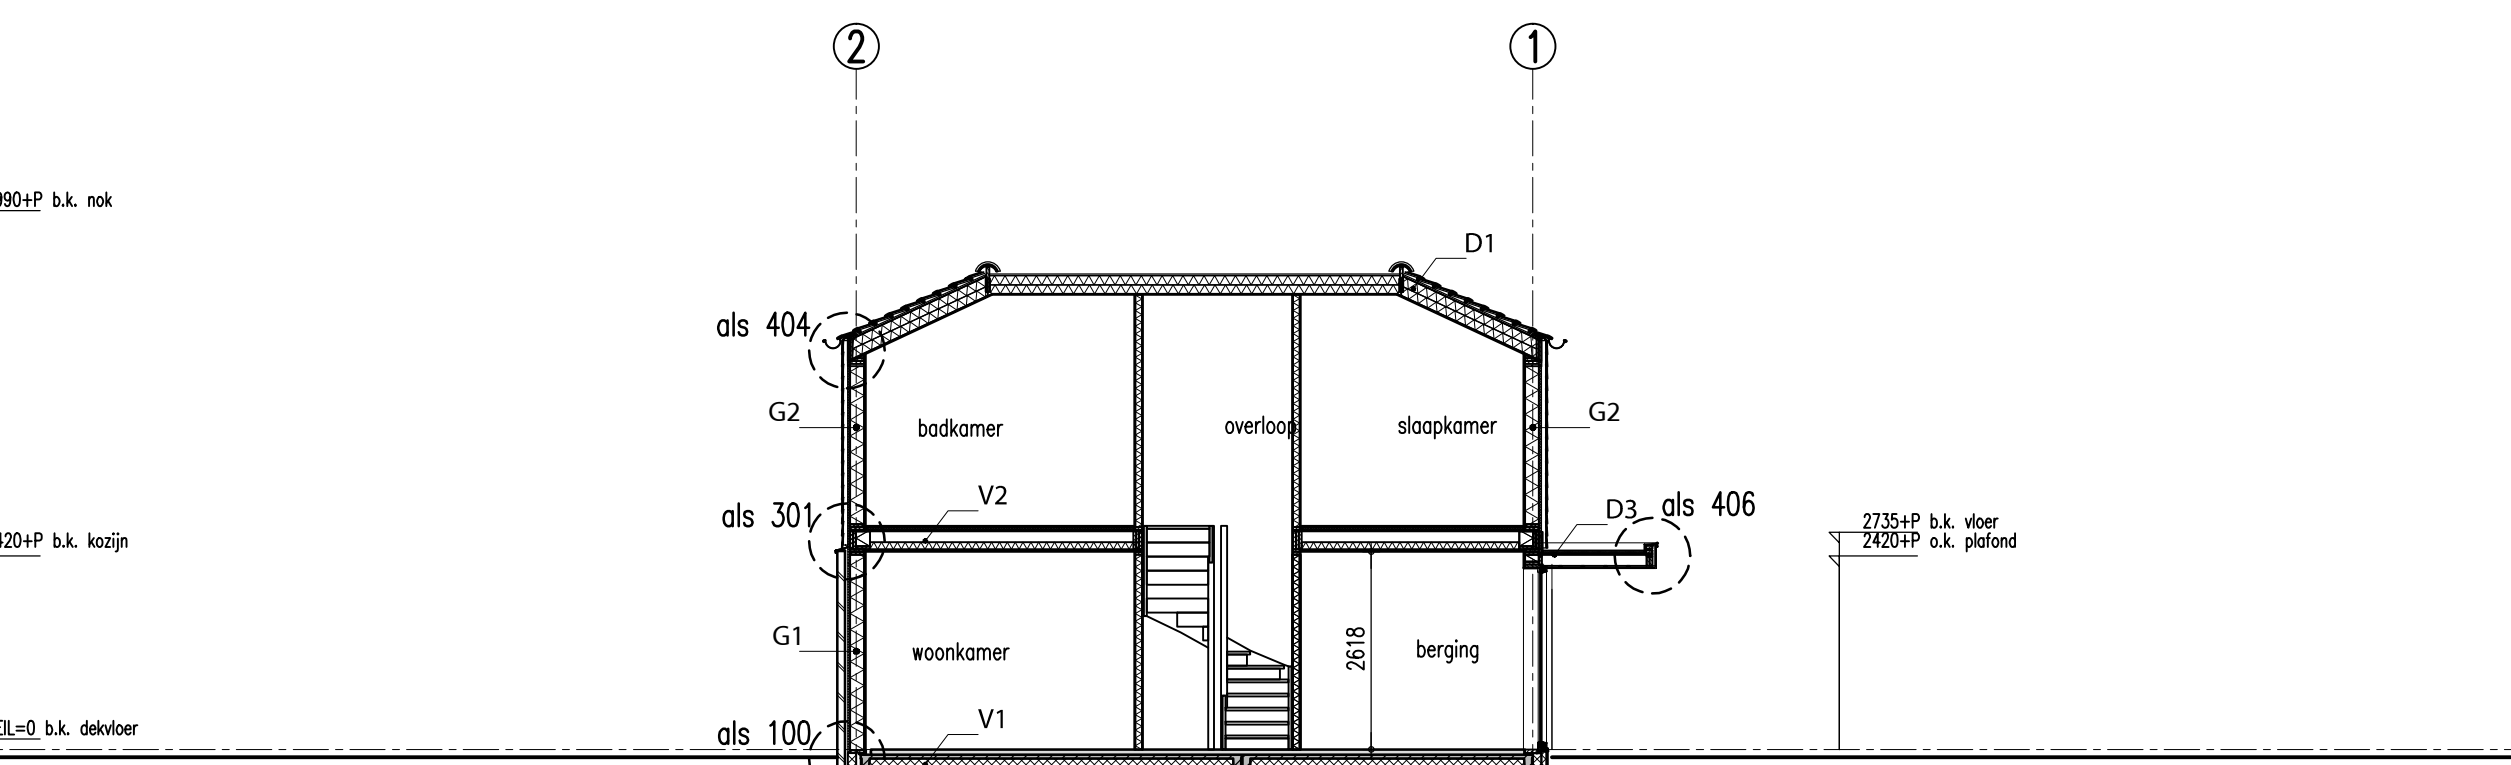 2
1
990+P b.k. nok
D1
als 404
G2
badkamer
overloop
slaapkamer
G2
als 301
V2
D3
als 406
2735+P b.k. vloer
420+P b.k. kozijn
2420+P o.k. plafond
G1
woonkamer
2618
berging
EIL=0 b.k. dekvloer
als 100
V1